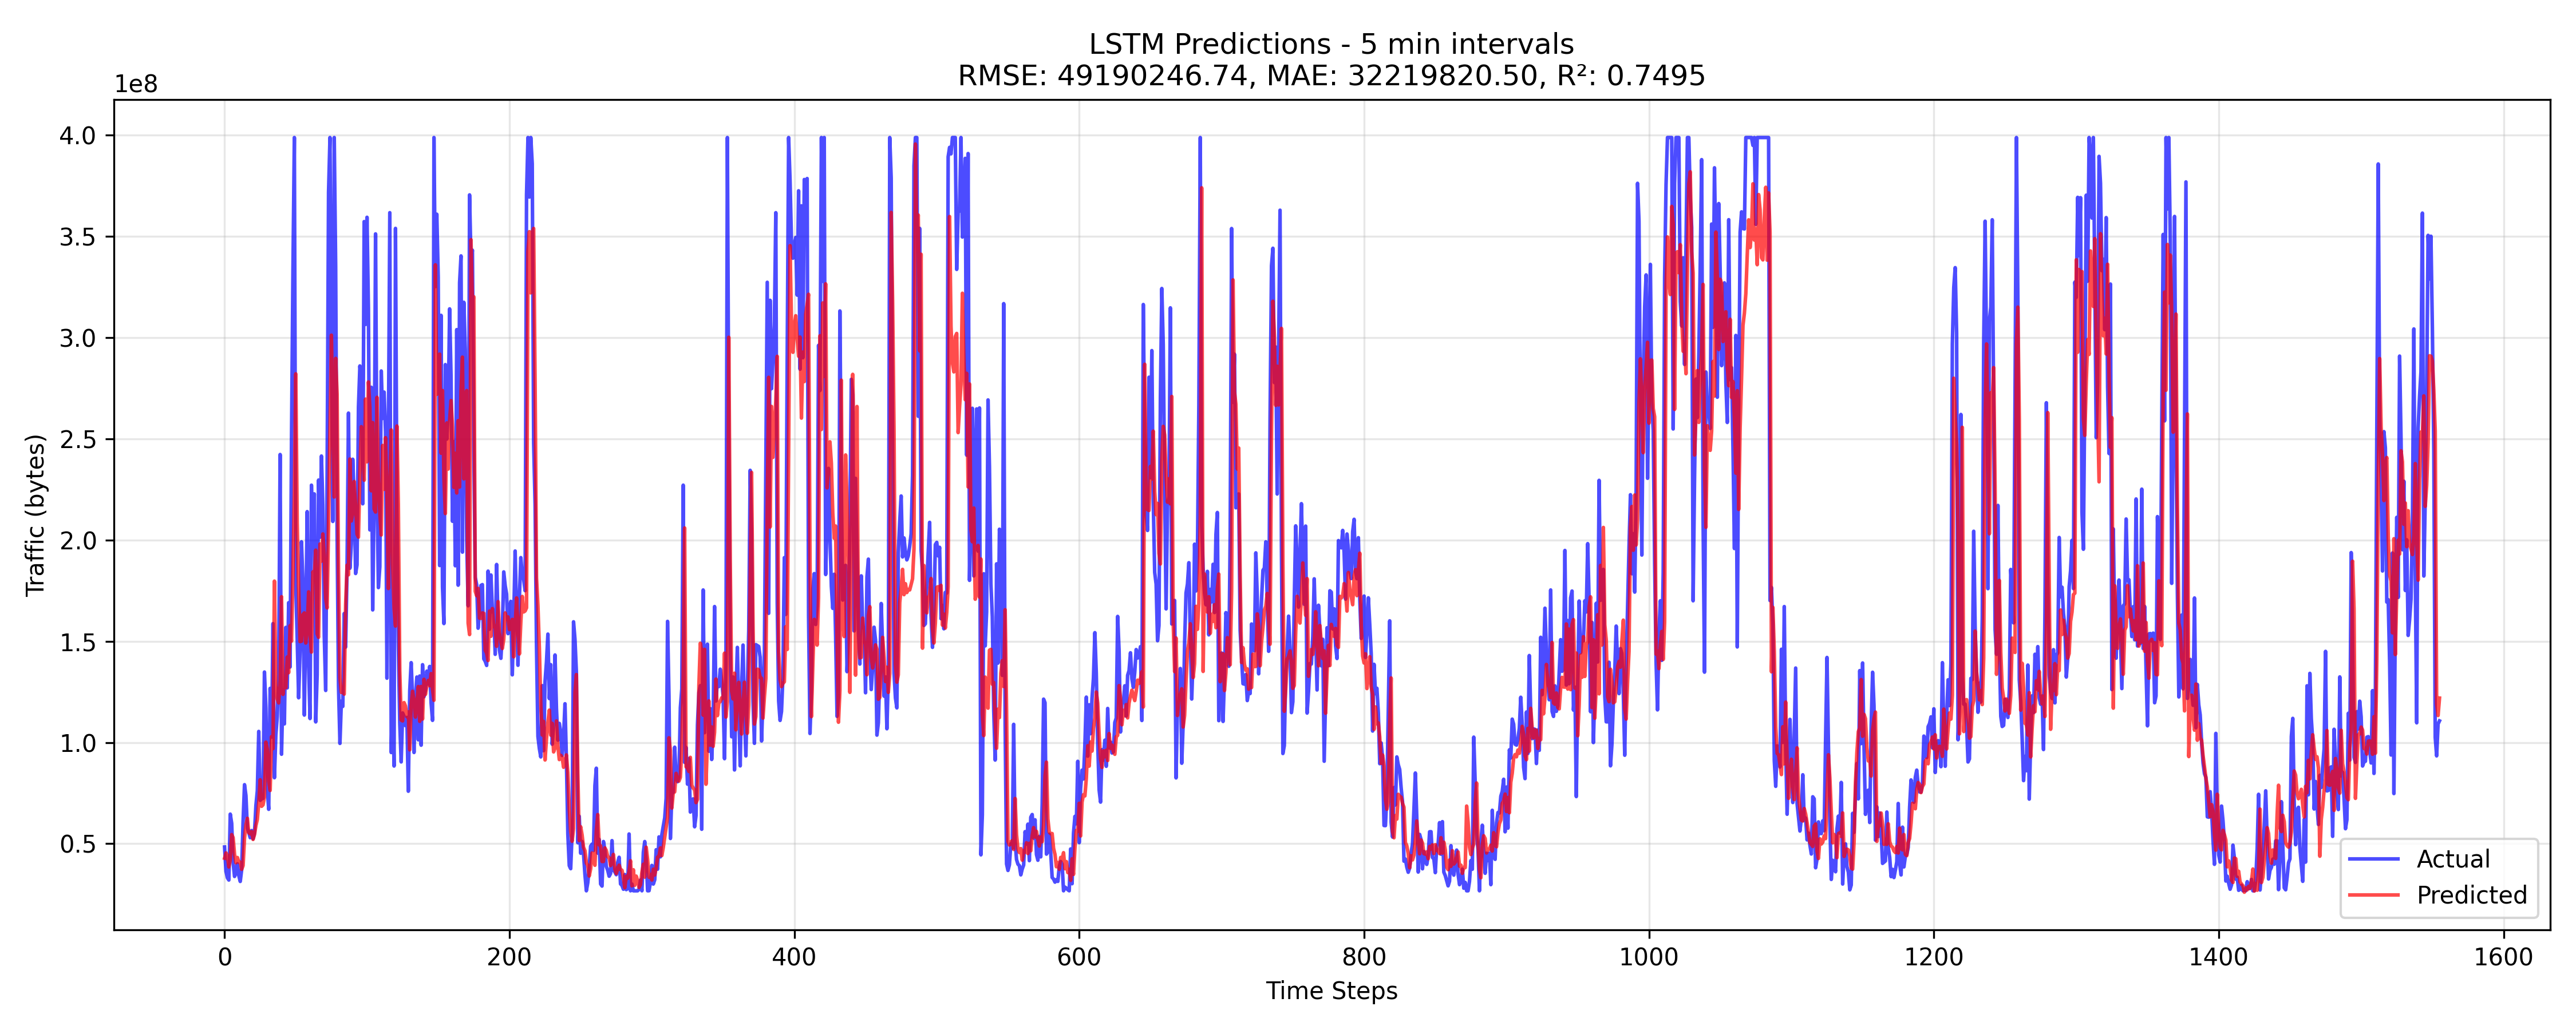 LSTM Predictions - 5 min intervals
RMSE: 49190246.74, MAE: 32219820.50, R²: 0.7495
1e8
4.0
3.5
3.0
2.5
2.0
1.5
1.0
0.5
Traffic (bytes)
0 200 400 600 800 1000 1200 1400 1600
Time Steps
Actual
Predicted